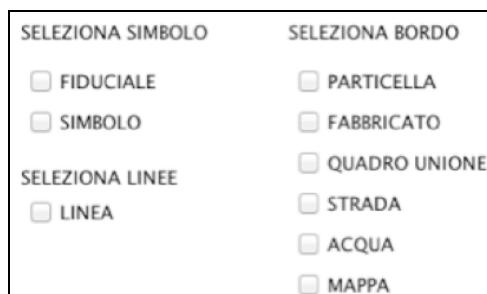 SELEZIONA SIMBOLO
FIDUCIALE
SIMBOLO
SELEZIONA LINEE
LINEA
SELEZIONA BORDO
PARTICELLA
FABBRICATO
QUADRO UNIONE
STRADA
ACQUA
MAPPA